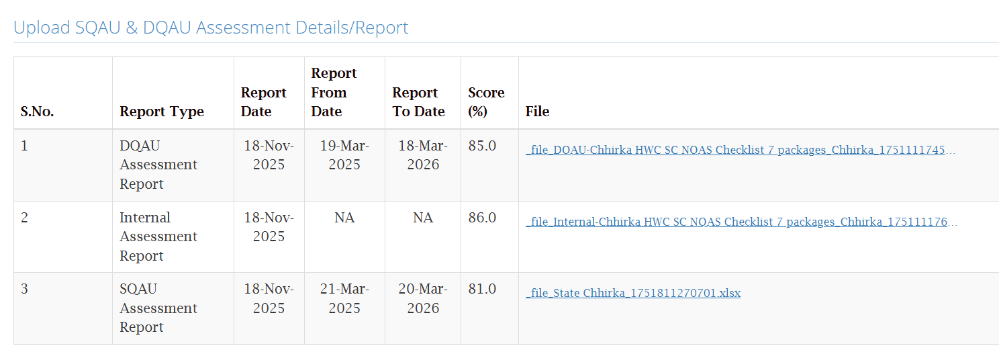 Upload SQAU & DQAU Assessment Details/Report
S.No.
Report Type
Report
Date
Report
From
Date
Report
To Date
Score
(%)
File
1
DQAU
Assessment
Report
18-Nov-
2025
19-Mar-
2025
18-Mar-
2026
85.0
_file_DQAU-Chhirka HWC SC NQAS Checklist 7 packages_Chhirka_1751111745...
2
Internal
Assessment
Report
18-Nov-
2025
NA
NA
86.0
_file_Internal-Chhirka HWC SC NQAS Checklist 7 packages_Chhirka_175111176...
3
SQAU
Assessment
Report
18-Nov-
2025
21-Mar-
2025
20-Mar-
2026
81.0
_file_State Chhirka_1751811270701.xlsx